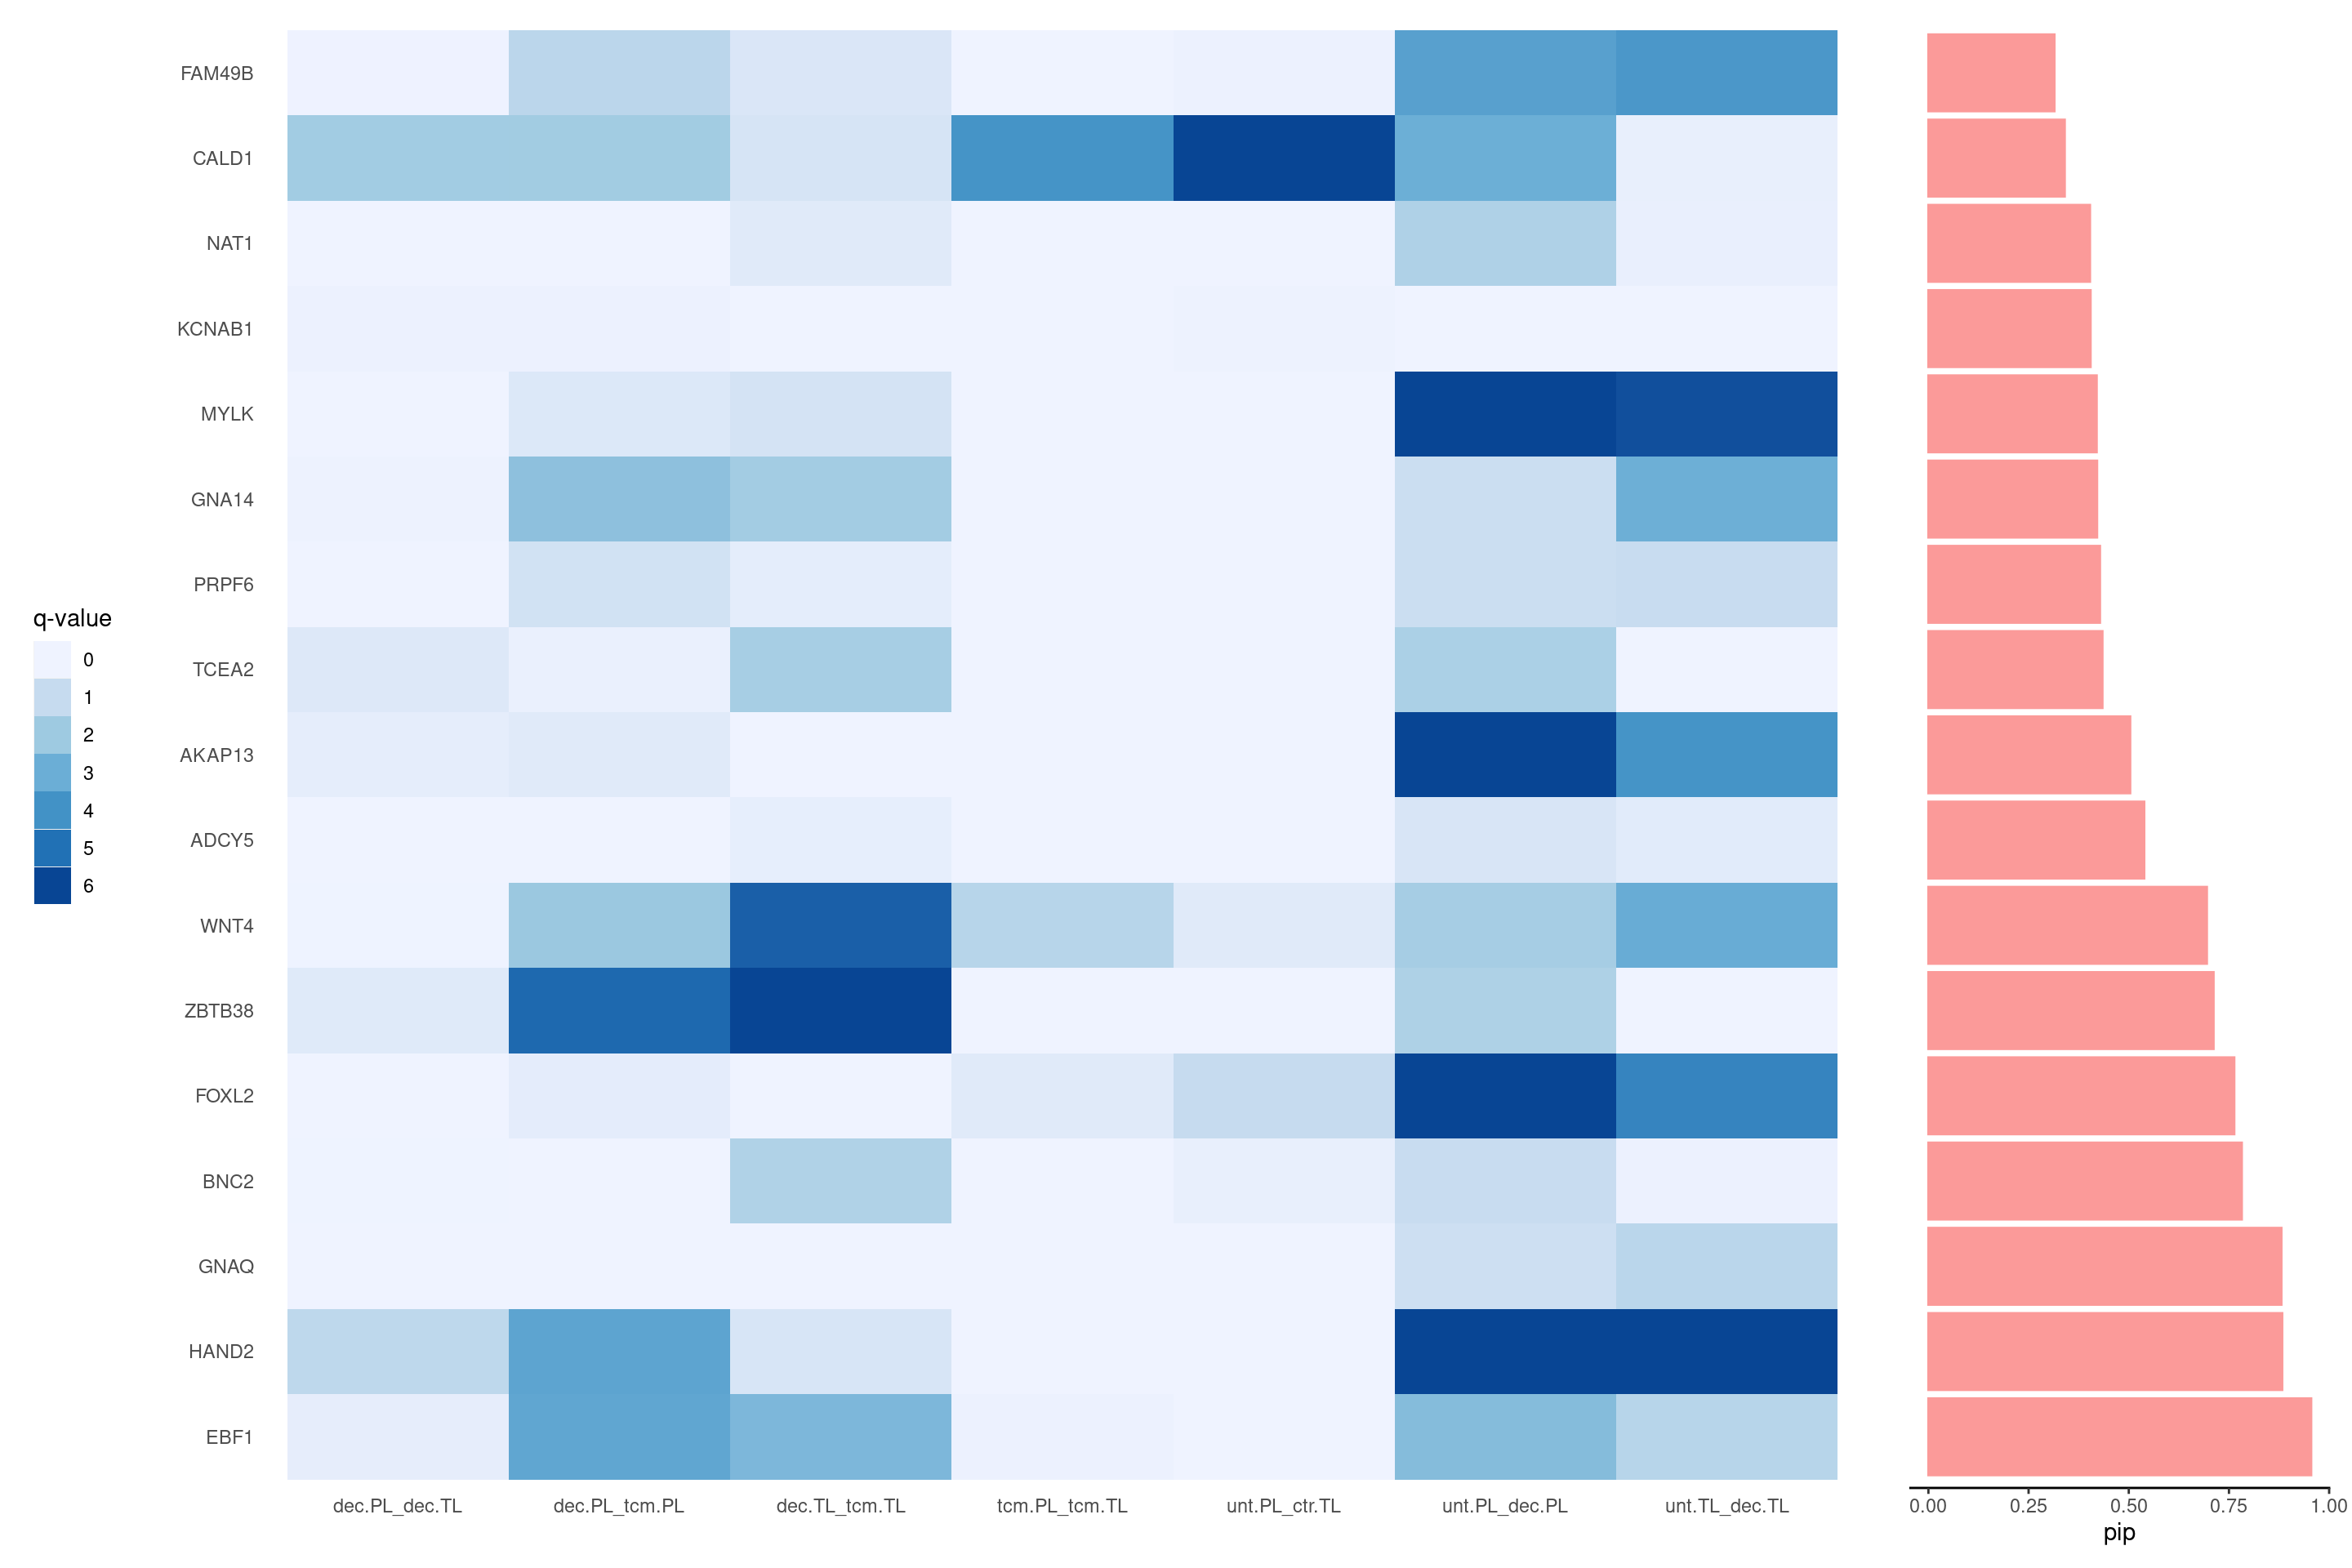 FAM49B
CALD1
NAT1
KCNAB1
MYLK
GNA14
PRPF6
TCEA2
AKAP13
ADCY5
WNT4
ZBTB38
FOXL2
BNC2
GNAQ
HAND2
EBF1
q-value
0
1
2
3
4
5
6
dec.PL_dec.TL dec.PL_tcm.PL dec.TL_tcm.TL tcm.PL_tcm.TL unt.PL_ctr.TL unt.PL_dec.PL unt.TL_dec.TL
0.00 0.25 0.50 0.75 1.00
pip